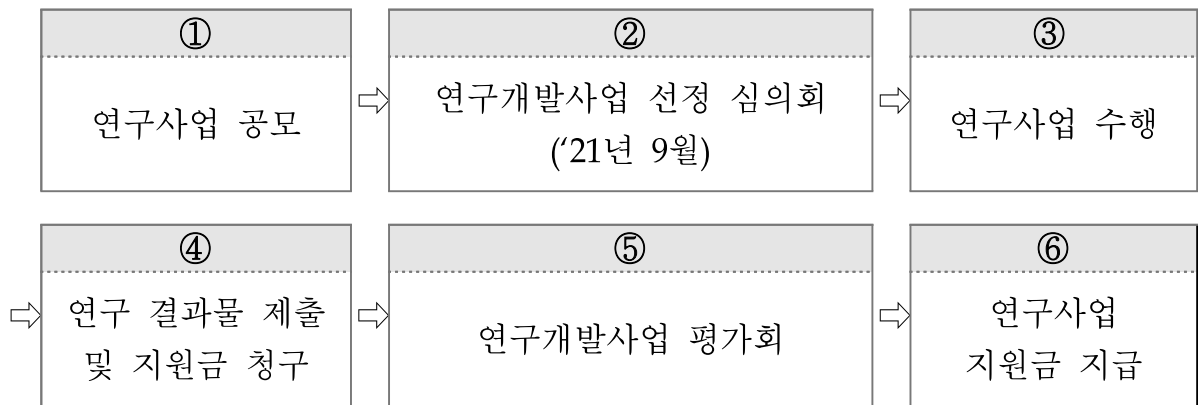 ①
연구사업 공모
②
연구개발사업 선정 심의회
(‘21년 9월)
③
연구사업 수행
④
연구 결과물 제출
및 지원금 청구
⑤
연구개발사업 평가회
⑥
연구사업
지원금 지급